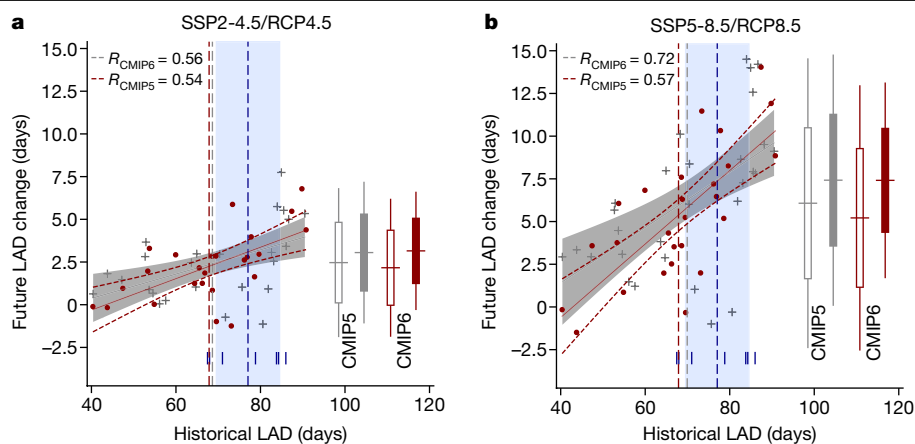 a
SSP2-4.5/RCP4.5
15.0
12.5
10.0
7.5
5.0
2.5
0
−2.5
Future LAD change (days)
R_CMIP6 = 0.56
R_CMIP5 = 0.54
CMIP5
CMIP6
40 60 80 100 120
Historical LAD (days)
b
SSP5-8.5/RCP8.5
15.0
12.5
10.0
7.5
5.0
2.5
0
−2.5
Future LAD change (days)
R_CMIP6 = 0.72
R_CMIP5 = 0.57
CMIP5
CMIP6
40 60 80 100 120
Historical LAD (days)